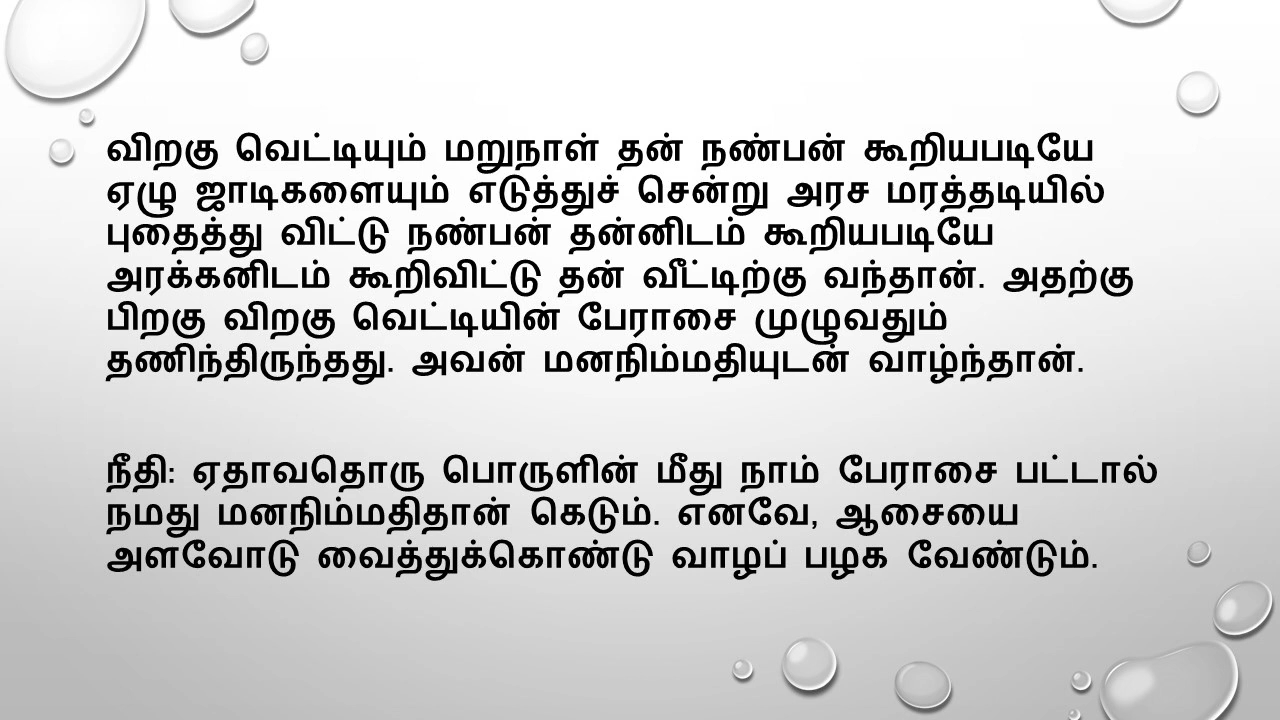 விறகு வெட்டியும் மறுநாள் தன் நண்பன் கூறியபடியே
ஏழு ஜாடிகளையும் எடுத்துச் சென்று அரச மரத்தடியில்
புதைத்து விட்டு நண்பன் தன்னிடம் கூறியபடியே
அரக்கனிடம் கூறிவிட்டு தன் வீட்டிற்கு வந்தான். அதற்கு
பிறகு விறகு வெட்டியின் பேராசை முழுவதும்
தணிந்திருந்தது. அவன் மனநிம்மதியுடன் வாழ்ந்தான்.
நீதி: ஏதாவதொரு பொருளின் மீது நாம் பேராசை பட்டால்
நமது மனநிம்மதிதான் கெடும். எனவே, ஆசையை
அளவோடு வைத்துக்கொண்டு வாழப் பழக வேண்டும்.